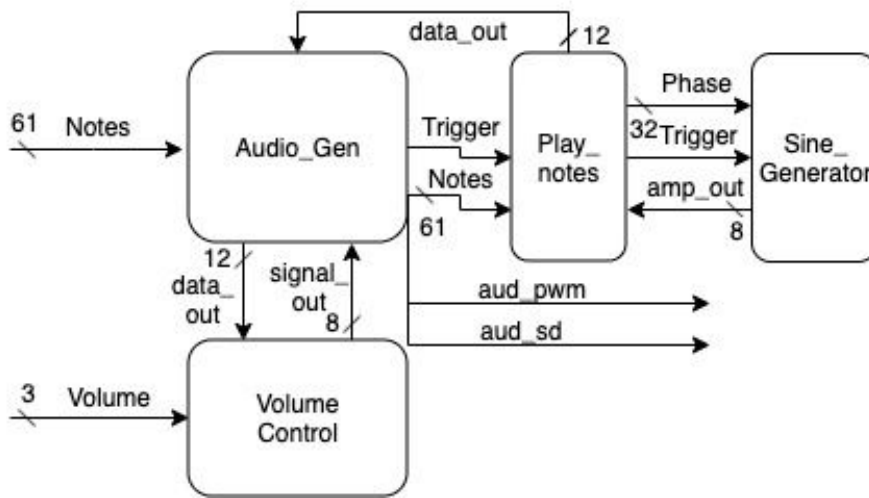 data_out
12
61
Notes
Audio_Gen
Trigger
Notes
61
Play_
notes
Phase
32
Trigger
amp_out
8
Sine_
Generator
12
data_
out
signal_
out
8
aud_pwm
aud_sd
3
Volume
Volume
Control